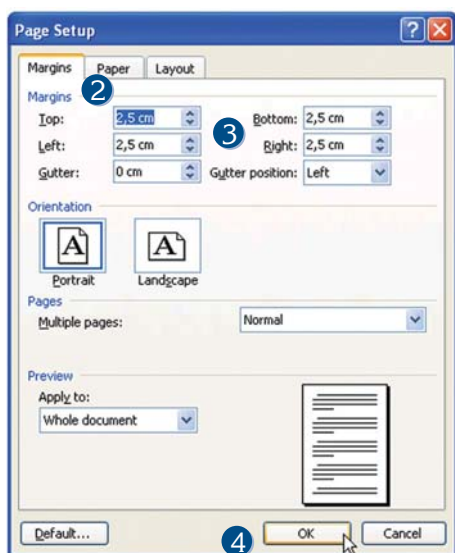 Page Setup
Margins Paper Layout
2
Margins
Top: 2,5 cm Bottom: 2,5 cm
3
Left: 2,5 cm Right: 2,5 cm
Gutter: 0 cm Gutter position: Left
Orientation
A A
Portrait Landscape
Pages
Multiple pages: Normal
Preview
Apply to:
Whole document
Default... 4 OK Cancel